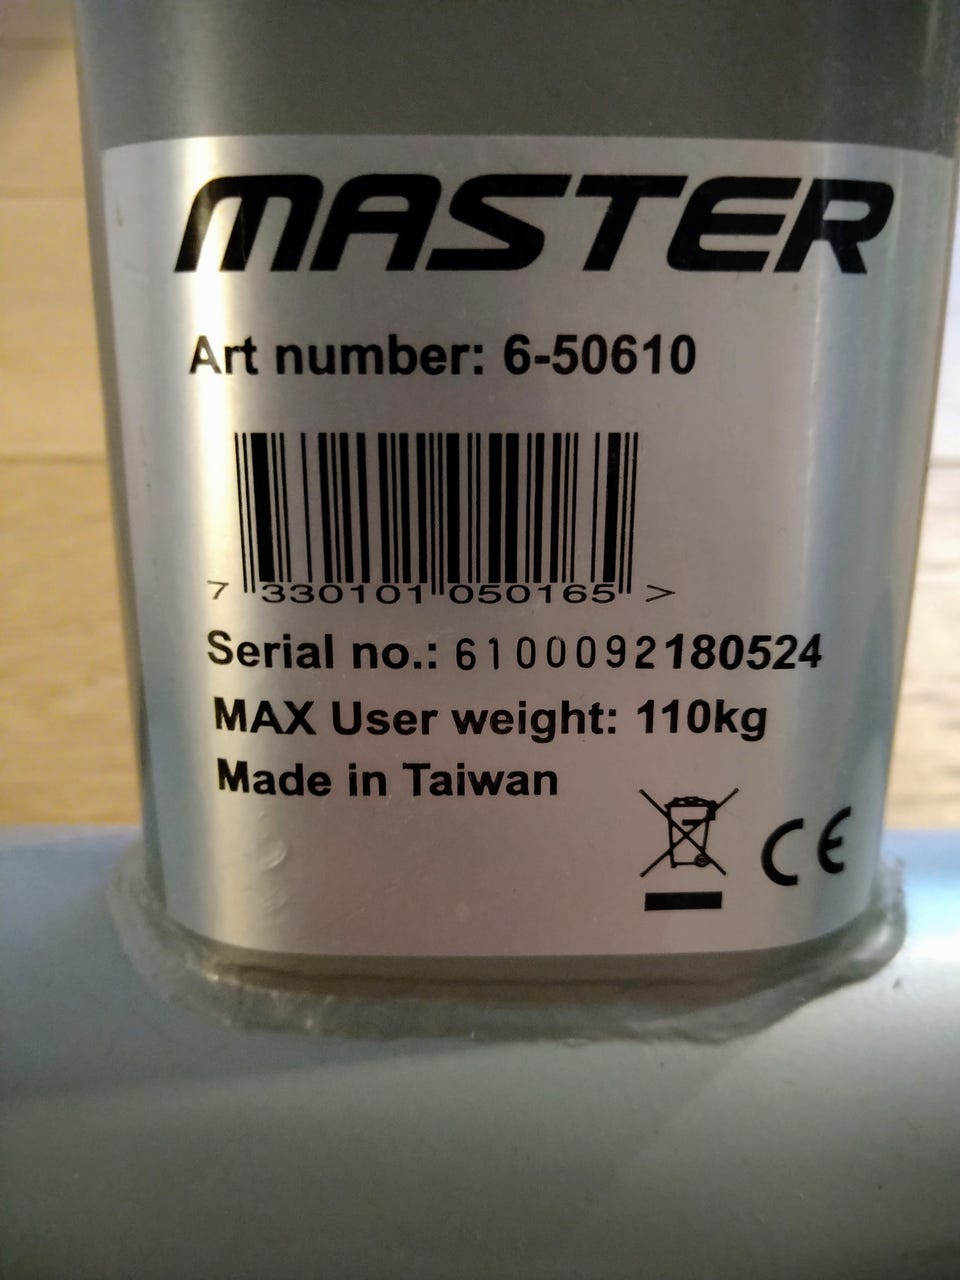 MASTER
Art number: 6-50610
7 330101 050165 >
Serial no.: 6100092180524
MAX User weight: 110kg
Made in Taiwan
CE